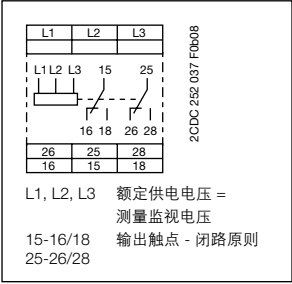 L1 L2 L3
L1 L2 L3 15 25
16 18 26 28
26 25 28
16 15 18
2CDC 252 037 F0b08
L1, L2, L3 额定供电电压 =
测量监视电压
15-16/18 输出触点 - 闭路原则
25-26/28